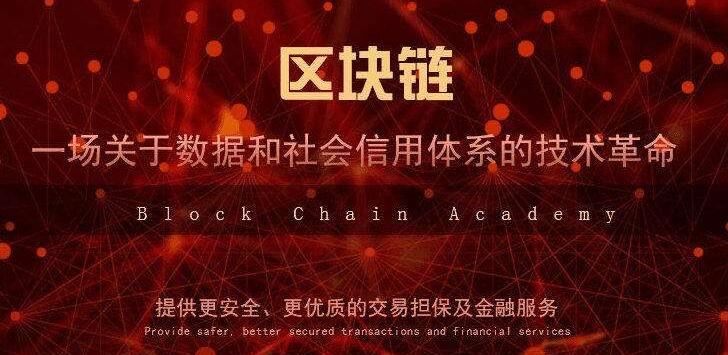 区块链
一场关于数据和社会信用体系的技术革命
Block Chain Academy
提供更安全、更优质的交易担保及金融服务
Provide safer, better secured transactions and financial services